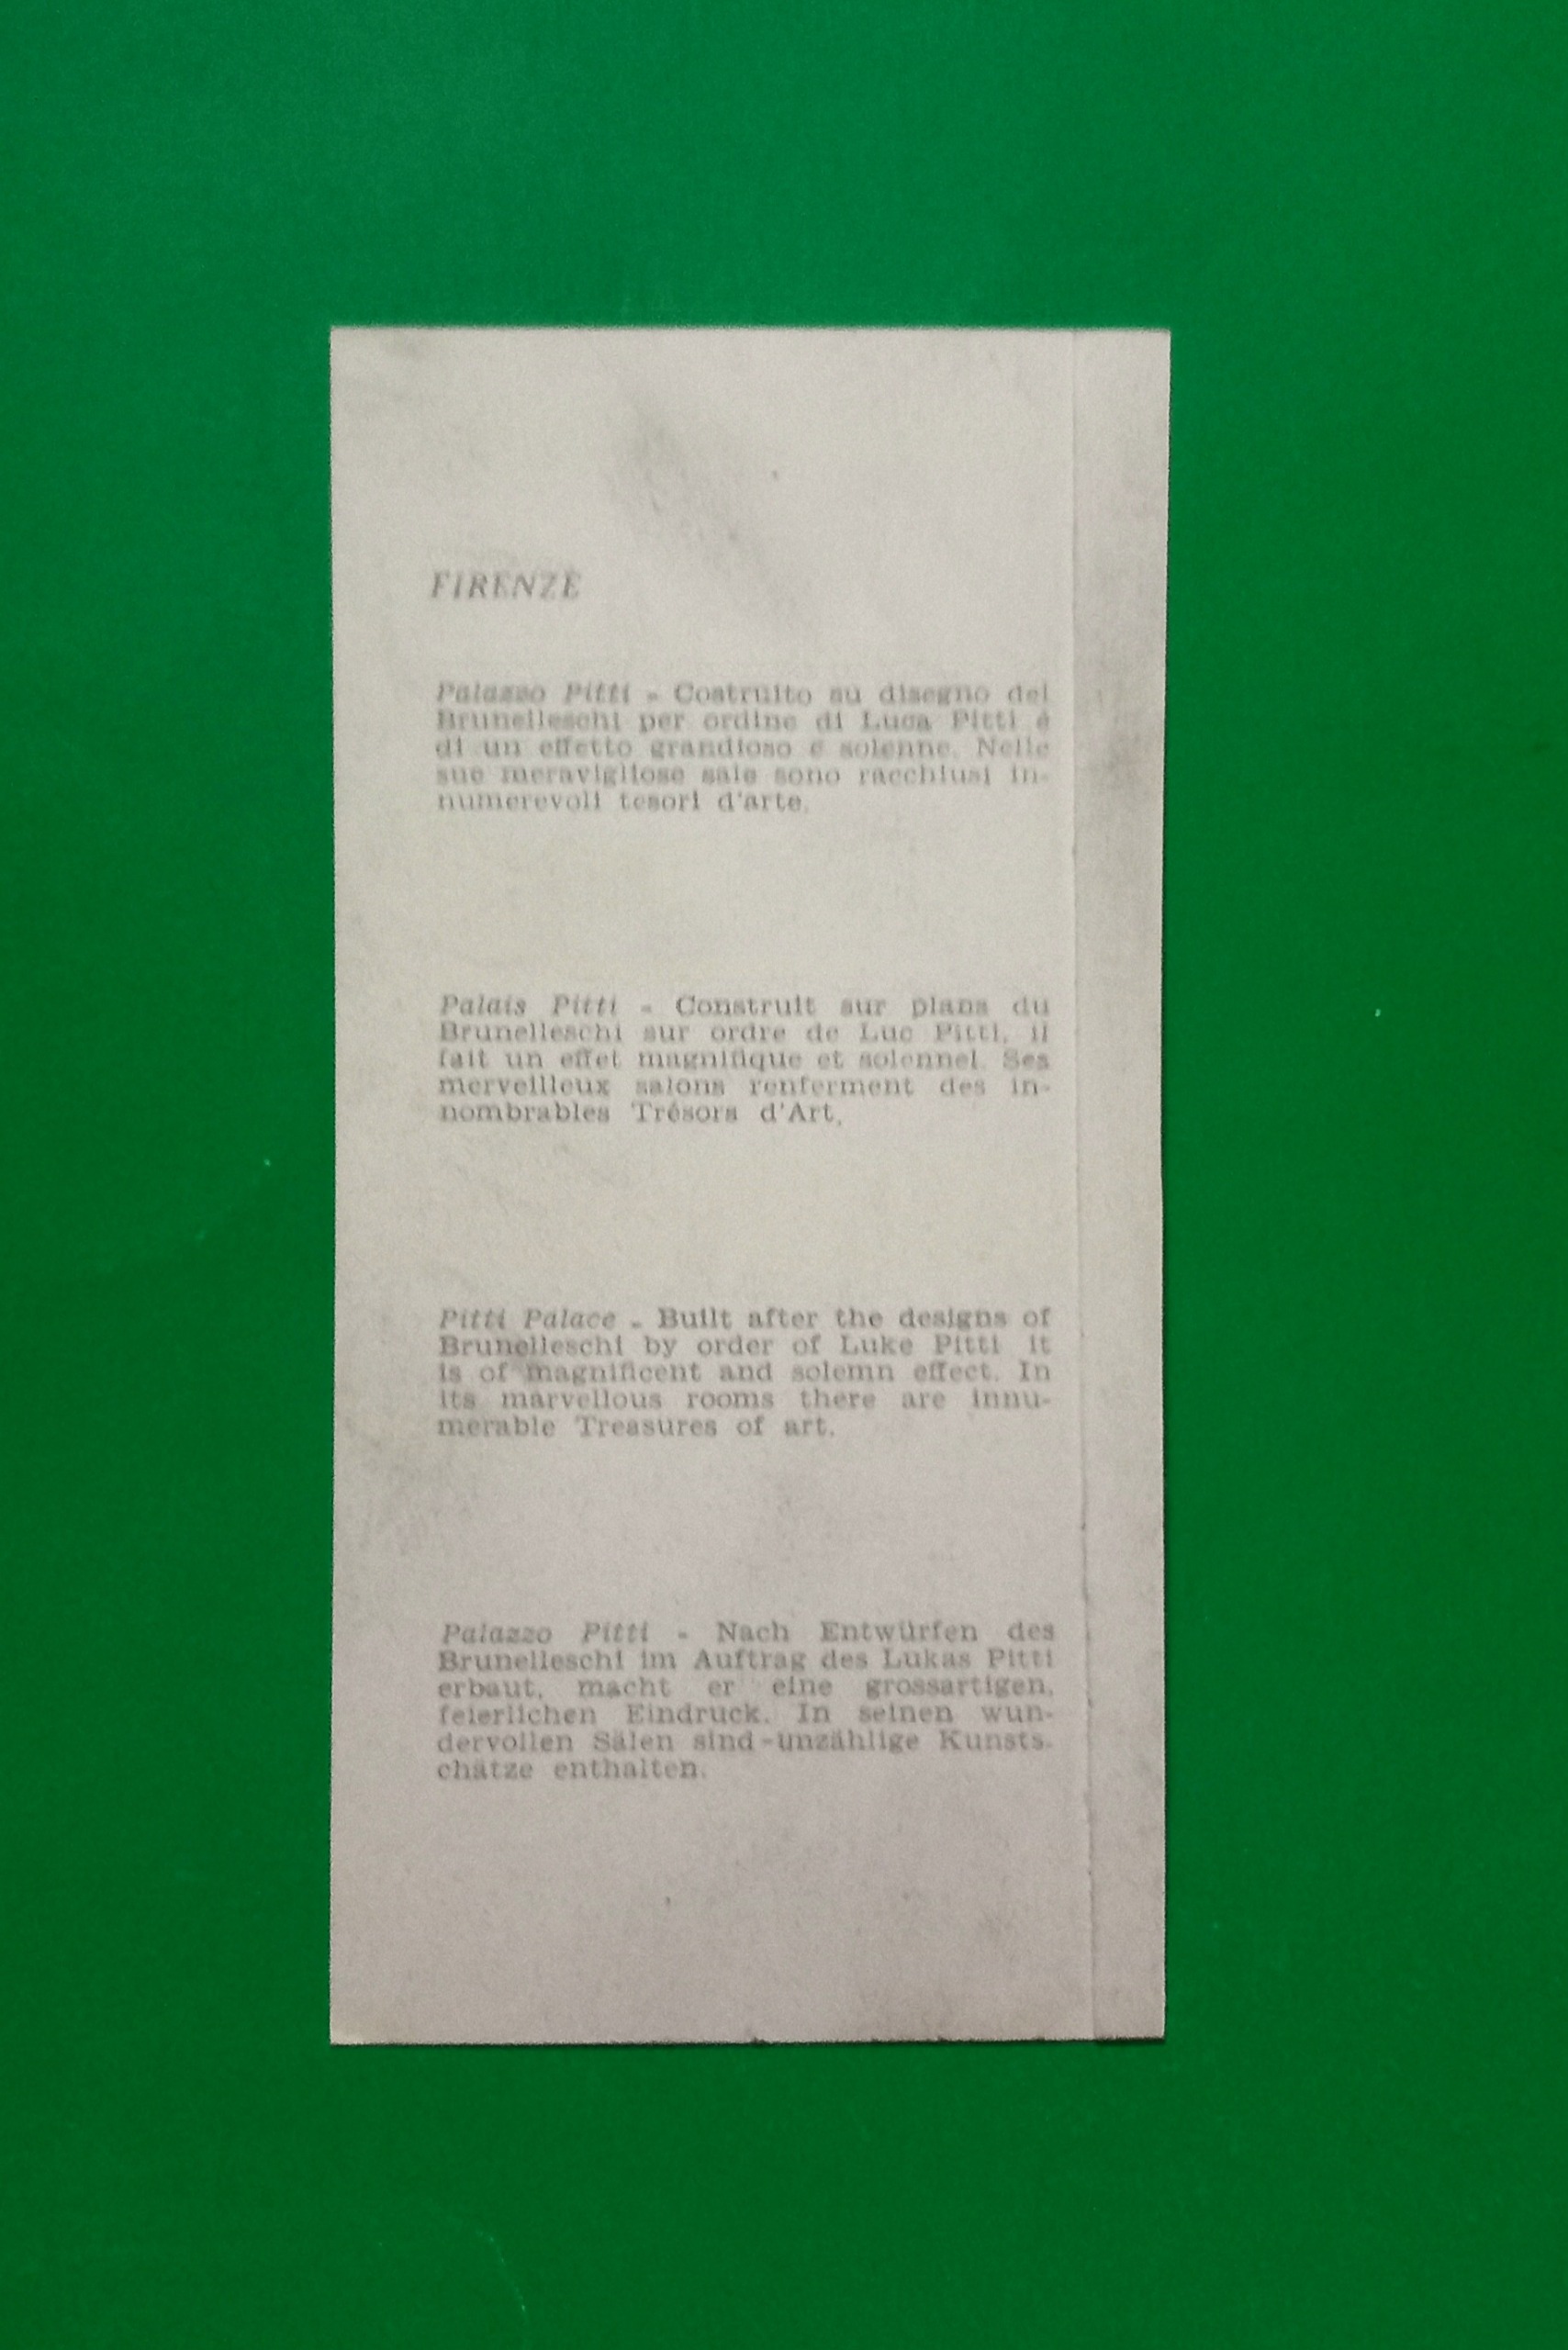 FIRENZE
Palazzo Pitti - Costruito su disegno del
Brunelleschi per ordine di Luca Pitti è
di un effetto grandioso e solenne. Nelle
sue meravigliose sale sono racchiusi in-
numerevoli tesori d'arte.
Palais Pitti - Construit sur plans du
Brunelleschi sur ordre de Luc Pitti, il
fait un effet magnifique et solennel. Ses
merveilleux salons renferment des in-
nombrables Trésors d'Art.
Pitti Palace - Built after the designs of
Brunelleschi by order of Luke Pitti it
is of magnificent and solemn effect. In
its marvellous rooms there are innu-
merable Treasures of art.
Palazzo Pitti - Nach Entwürfen des
Brunelleschi im Auftrag des Lukas Pitti
erbaut, macht er eine grossartigen,
feierlichen Eindruck. In seinen wun-
dervollen Sälen sind -unzählige Kunsts-
chätze enthalten.